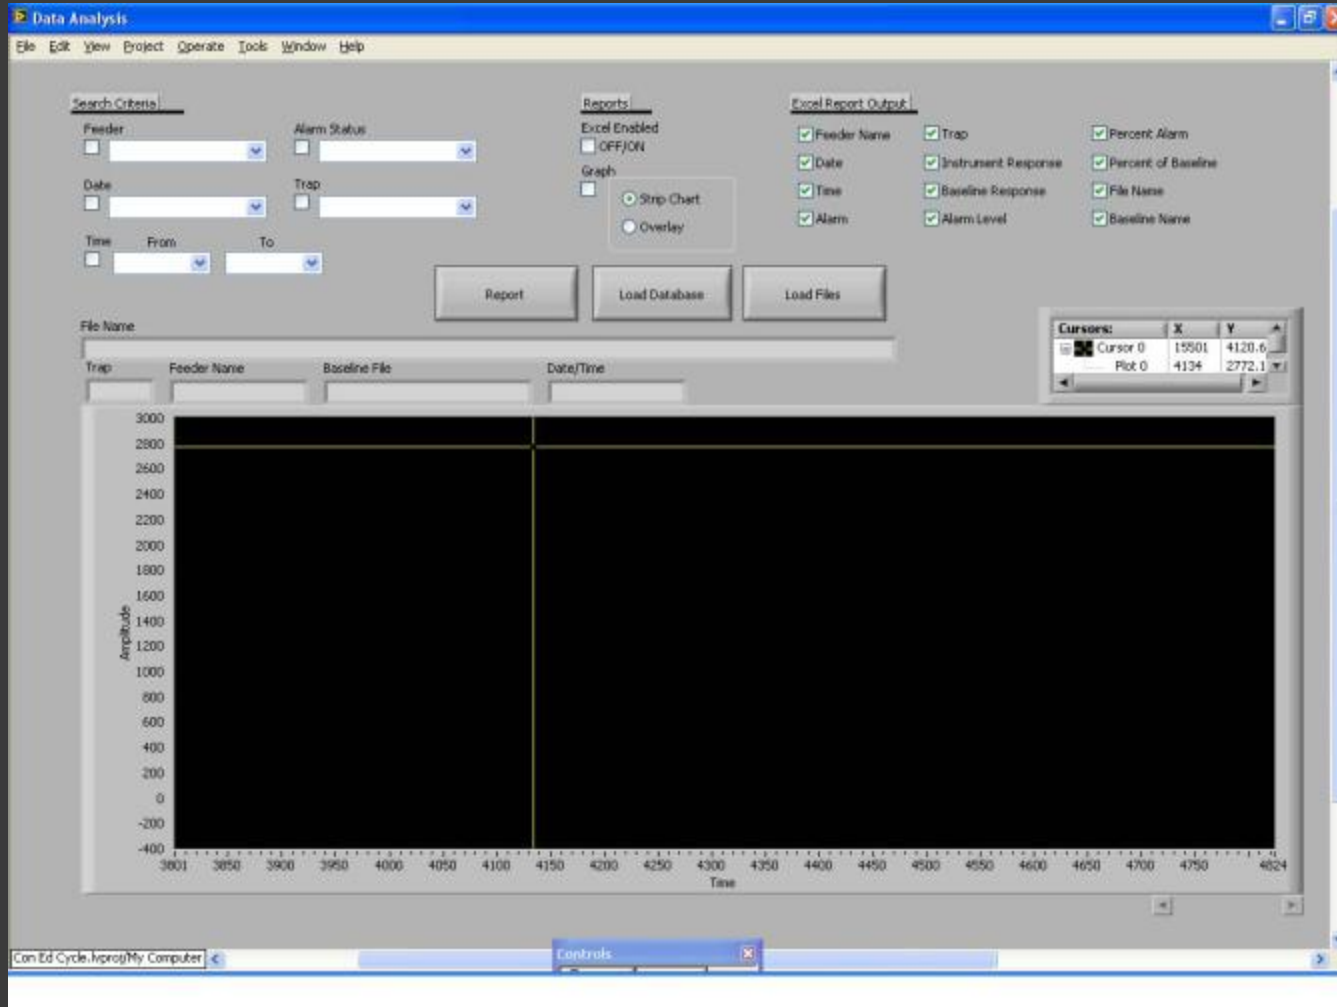 Data Analysis
File Edit View Project Operate Tools Window Help
Search Criteria
Feeder
Alarm Status
Date
Trap
Time From To
Reports
Excel Enabled
OFF/ON
Graph
Strip Chart
Overlay
Excel Report Output
Feeder Name Trap Percent Alarm
Date Instrument Response Percent of Baseline
Time Baseline Response File Name
Alarm Alarm Level Baseline Name
Report Load Database Load Files
File Name
Trap Feeder Name Baseline File Date/Time
Cursors: X Y
Cursor 0 15501 4120.6
Plot 0 4134 2772.1
Amplitude
3000
2800
2600
2400
2200
2000
1800
1600
1400
1200
1000
800
600
400
200
0
-200
-400
3801 3850 3900 3950 4000 4050 4100 4150 4200 4250 4300 4350 4400 4450 4500 4550 4600 4650 4700 4750 4824
Time
Con Ed Cycle.lvproj/My Computer
Controls